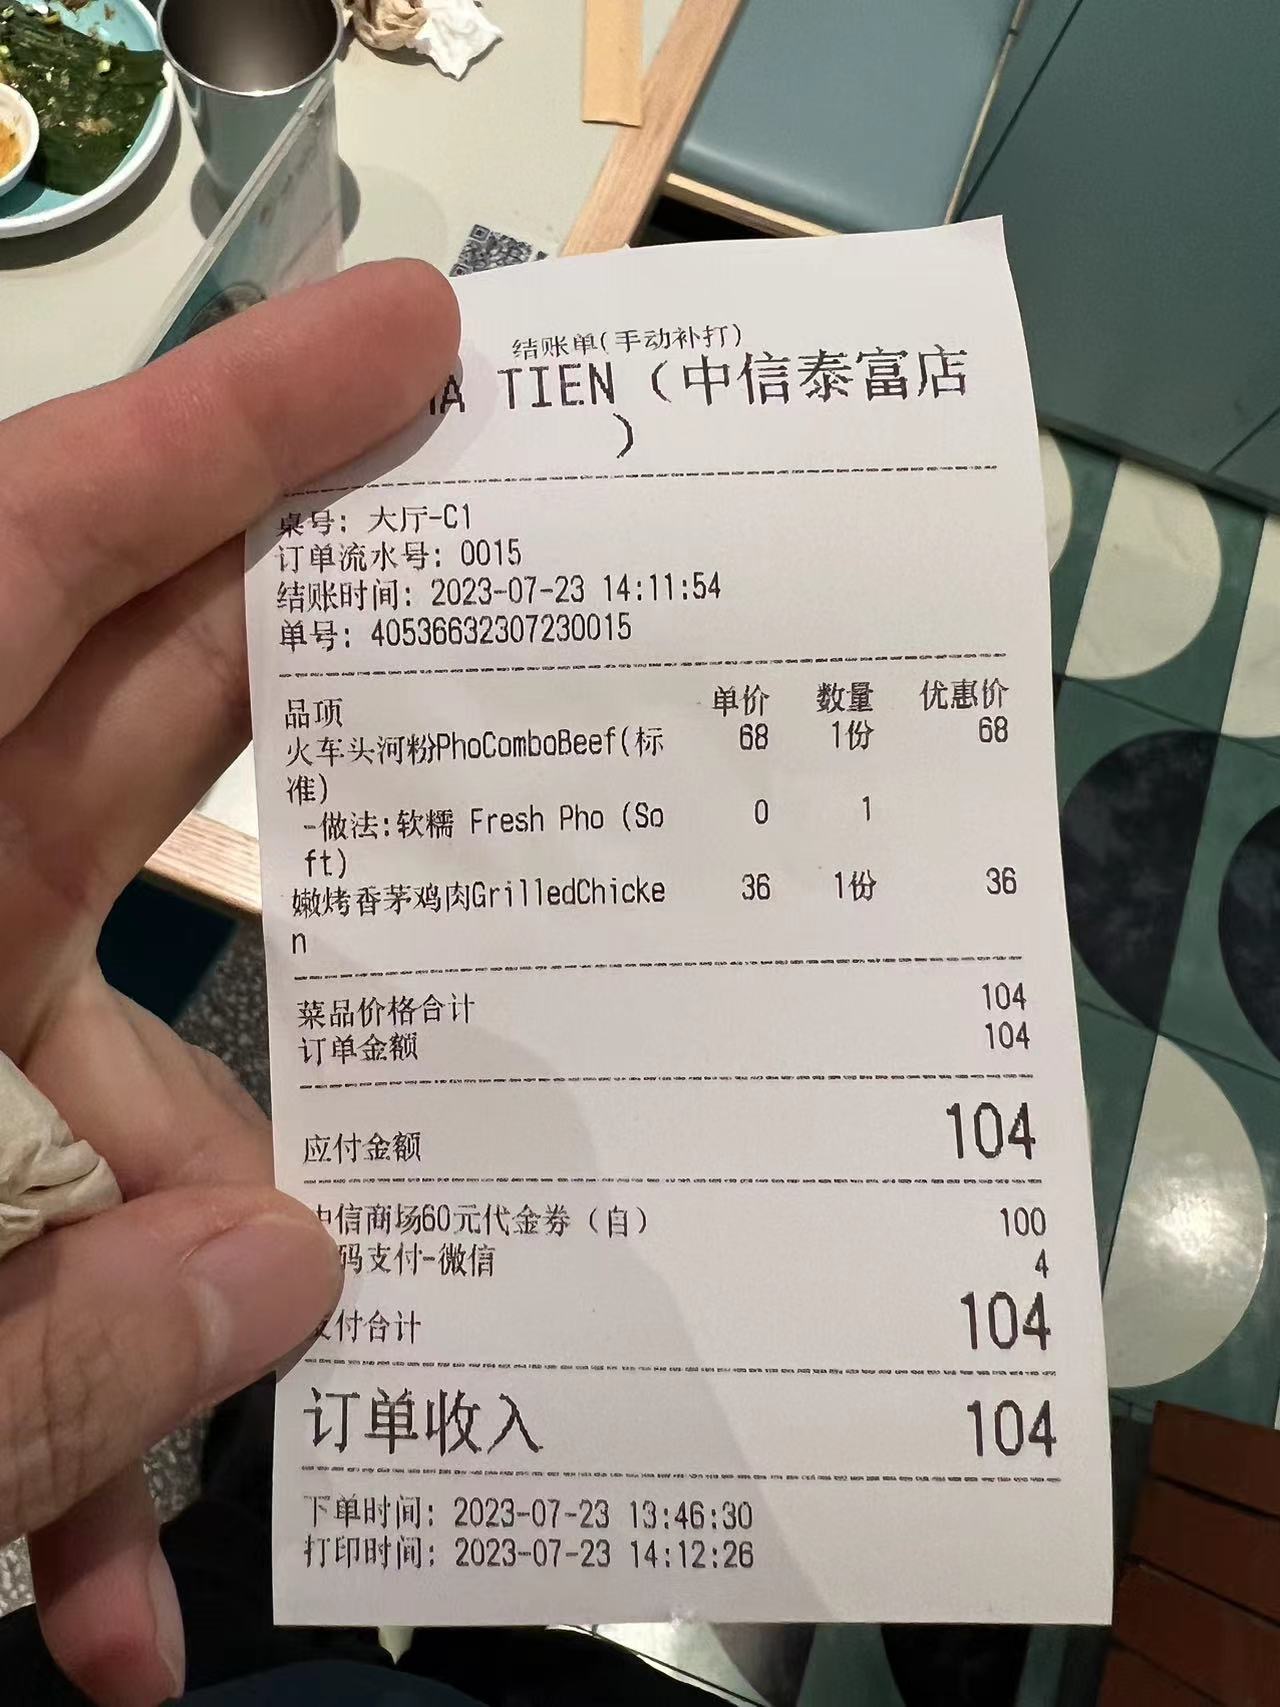 结账单(手动补打)
TIEN (中信泰富店
)
桌号: 大厅-C1
订单流水号: 0015
结账时间: 2023-07-23 14:11:54
单号: 40536632307230015
品项 单价 数量 优惠价
火车头河粉PhoComboBeef(标 68 1份 68
准)
-做法:软糯 Fresh Pho (So 0 1
ft)
嫩烤香茅鸡肉GrilledChicke 36 1份 36
n
菜品价格合计 104
订单金额 104
应付金额 104
中信商场60元代金券（自） 100
码支付-微信 4
支付合计 104
订单收入 104
下单时间: 2023-07-23 13:46:30
打印时间: 2023-07-23 14:12:26